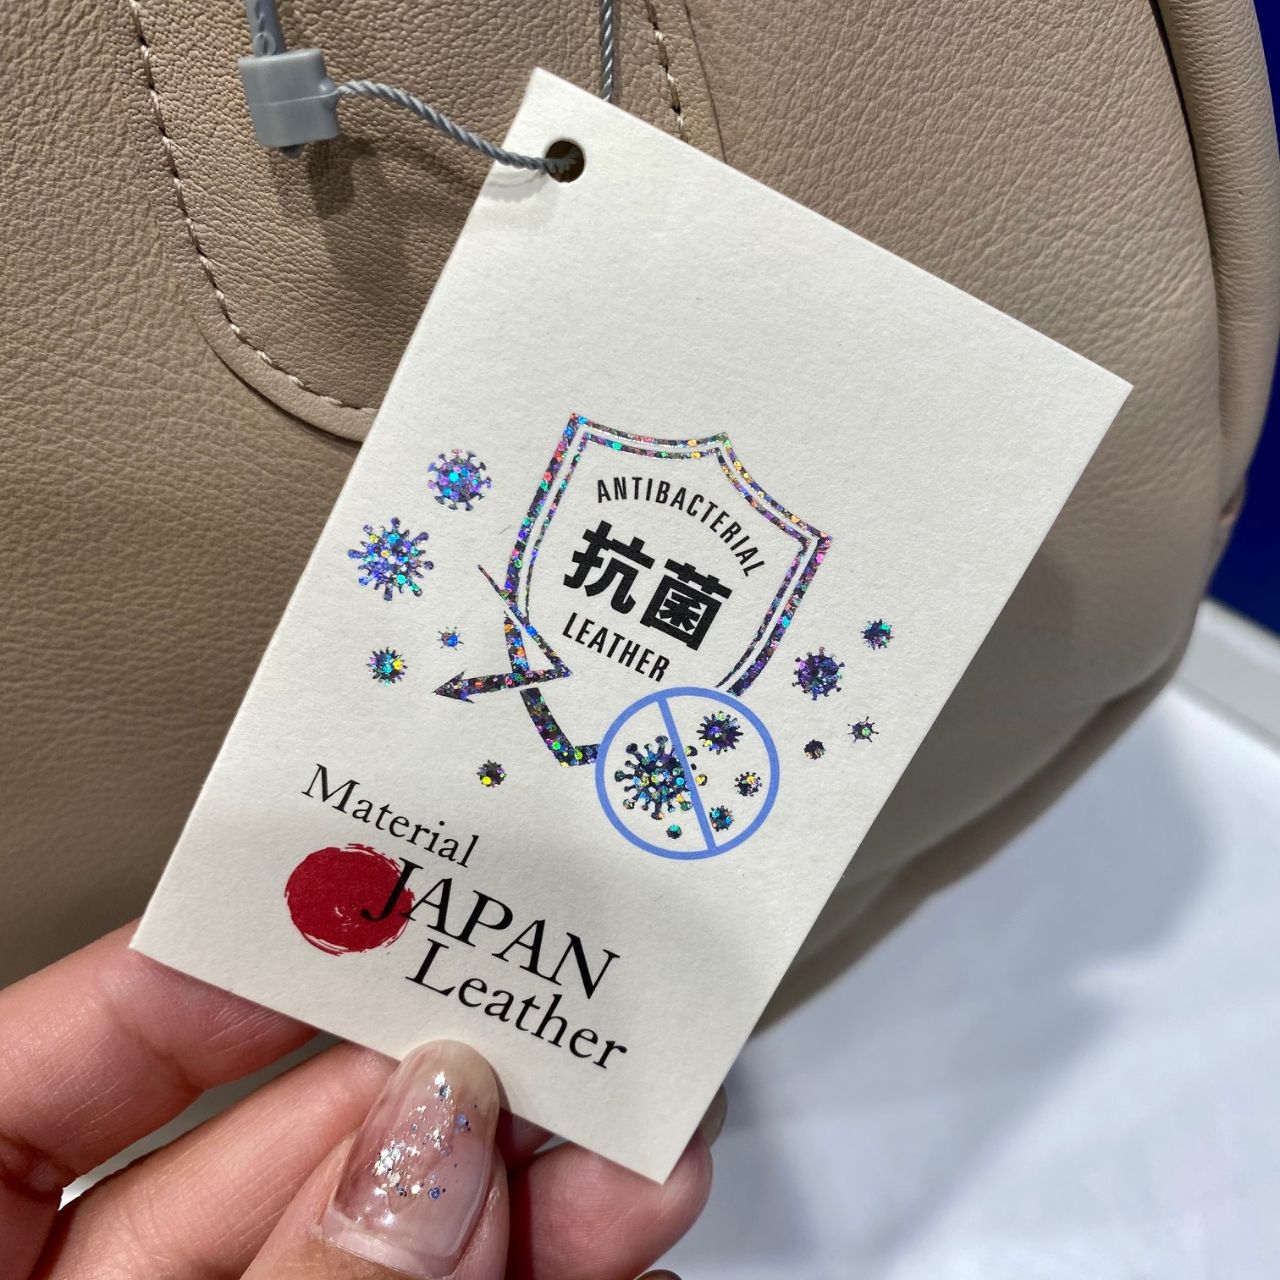 ANTIBACTERIAL
抗菌
LEATHER
Material
JAPAN
Leather